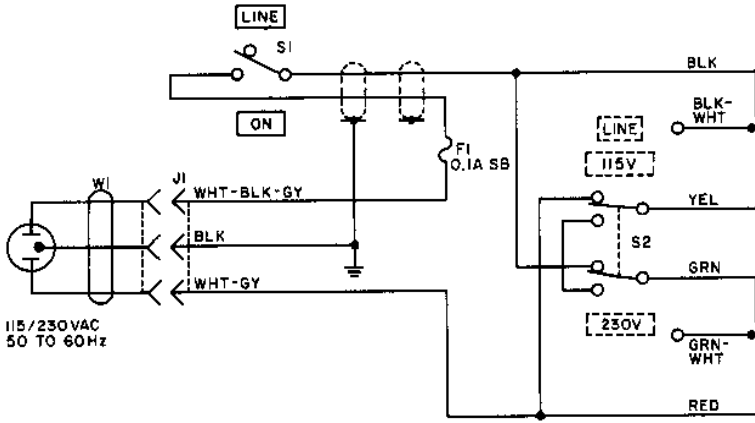 LINE
S1
ON
BLK
BLK-
WHT
LINE
115V
F1
0.1A SB
W1
J1
WHT-BLK-GY
YEL
BLK
S2
GRN
WHT-GY
115/230VAC
50 TO 60Hz
230V
GRN-
WHT
RED